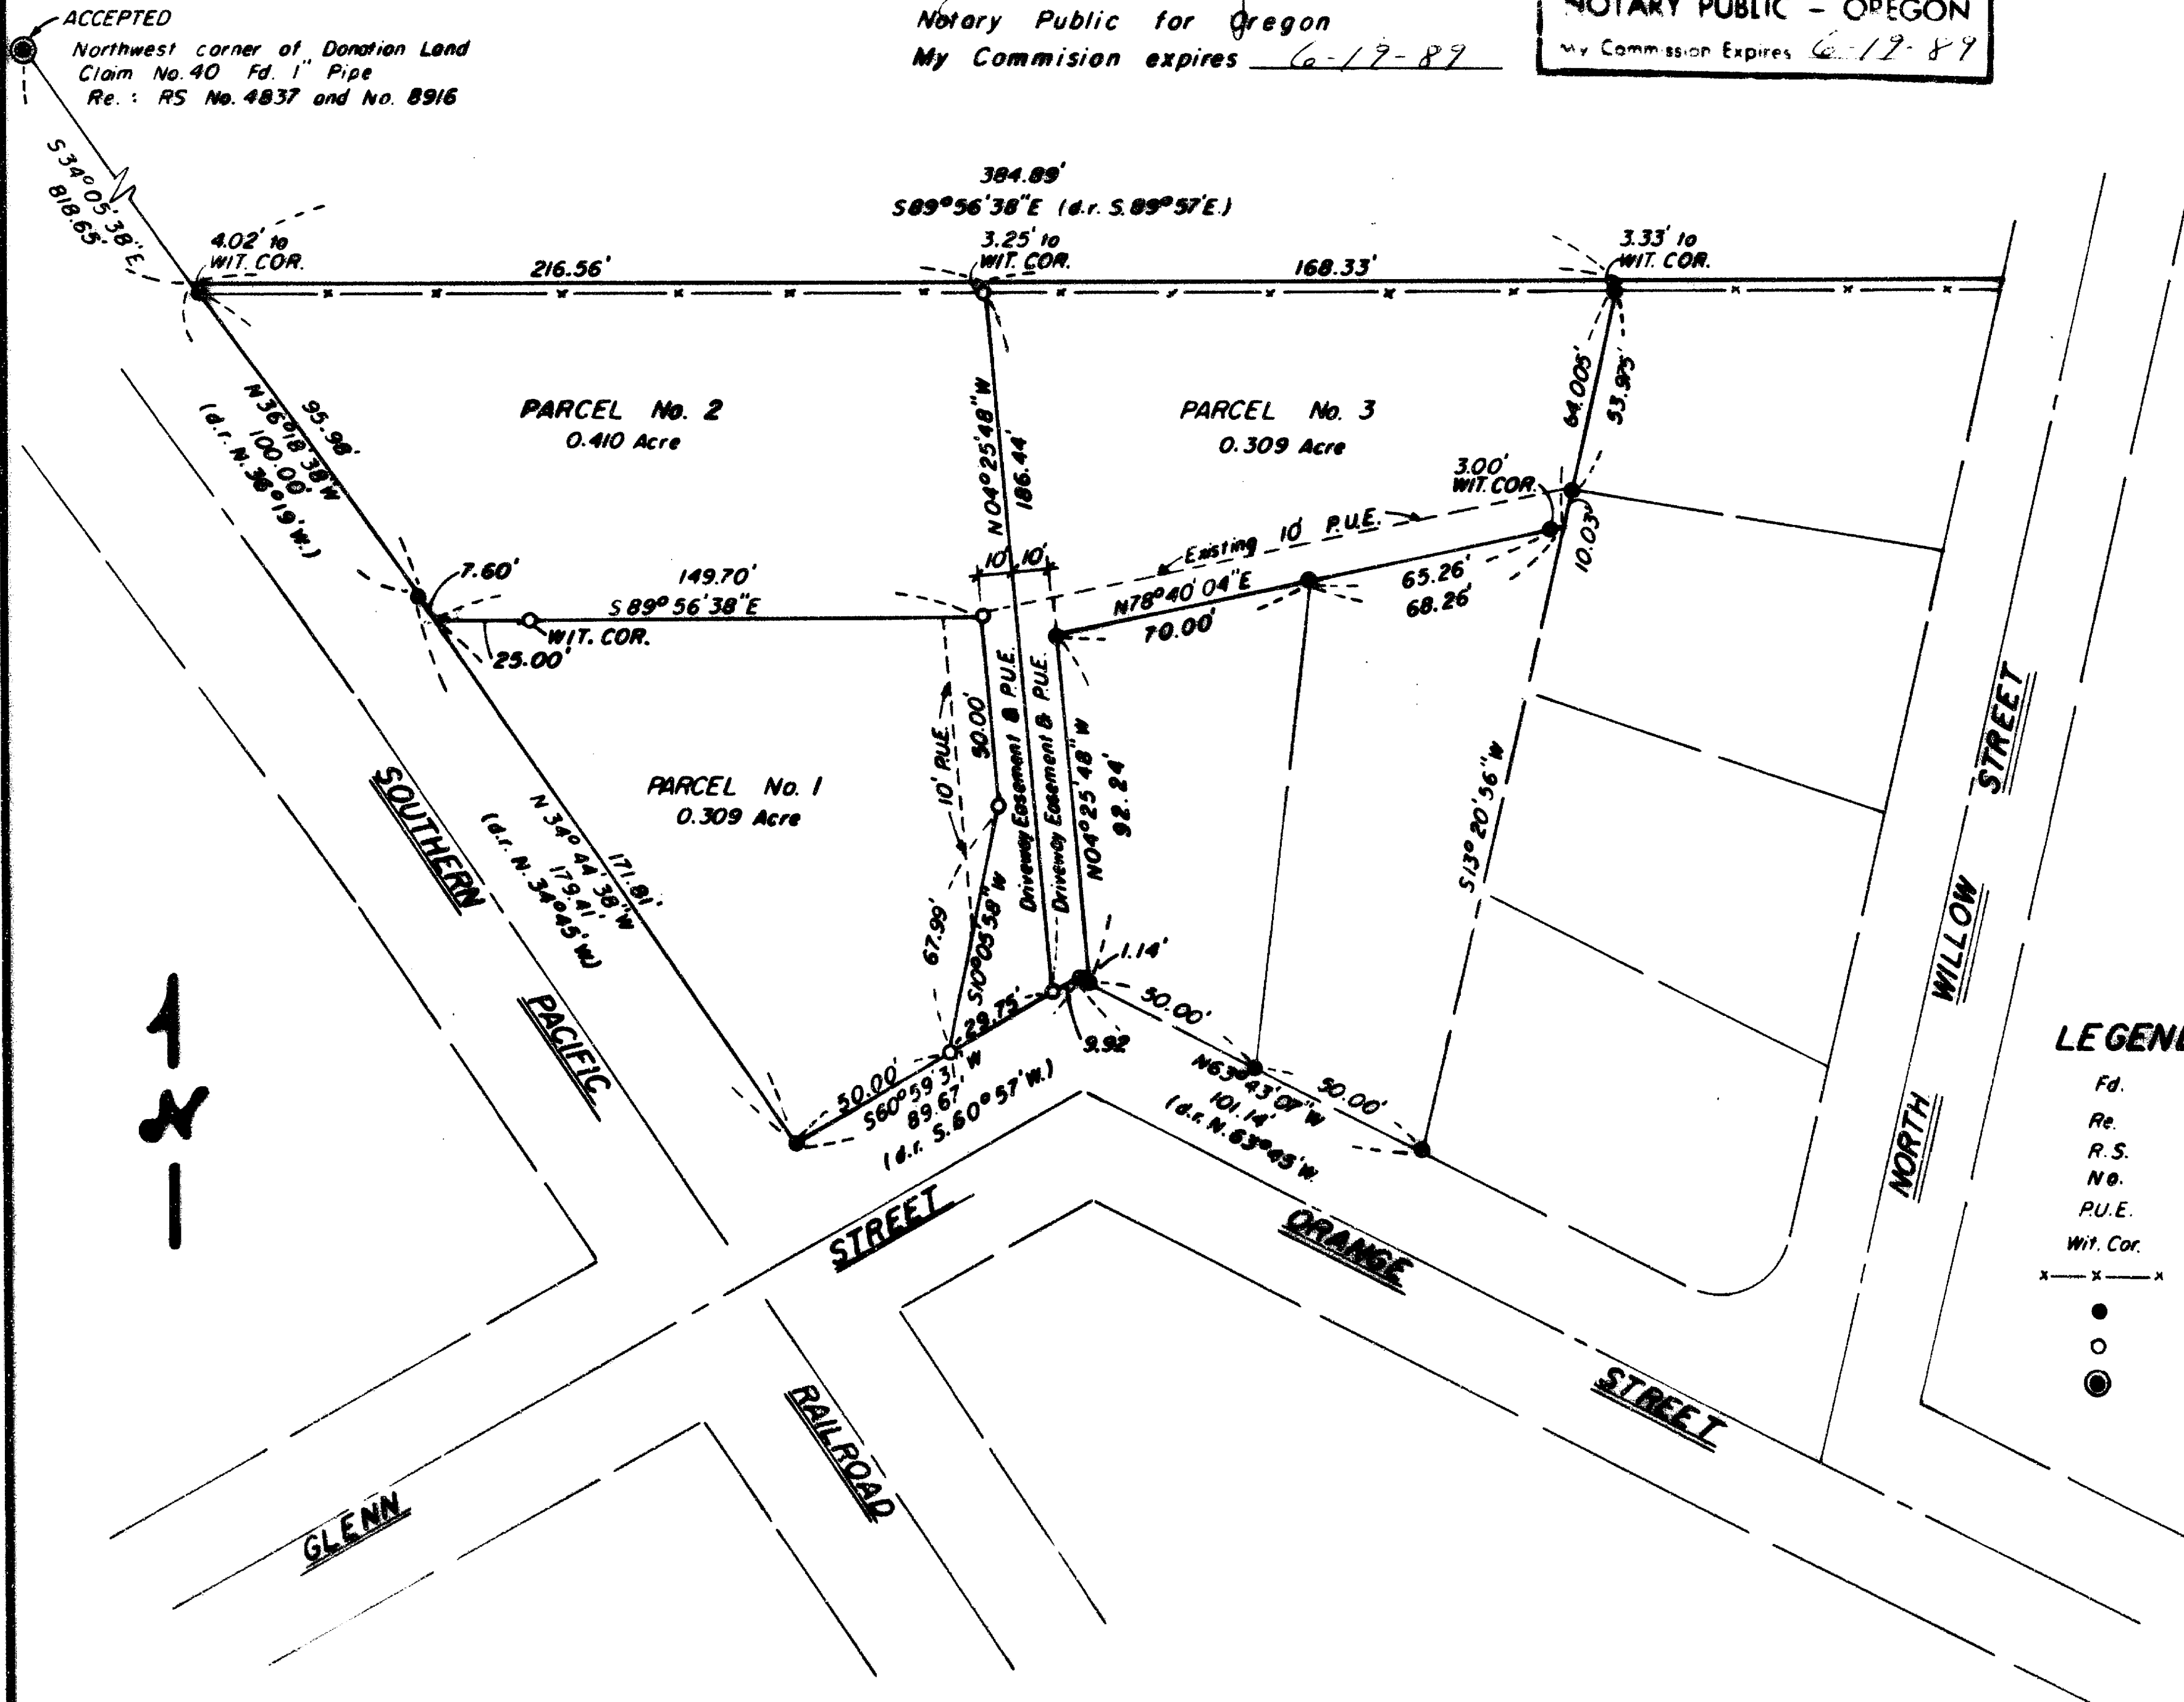 ACCEPTED
Northwest corner of Donation Land
Claim No. 40 Fd. 1" Pipe
Re.: RS No. 4837 and No. 8916
Notary Public for Oregon
My Commision expires 6-19-89
NOTARY PUBLIC - OREGON
My Commission Expires 6-19-89
S34°05'38"E
818.65'
384.89'
S89°56'38"E (d.r. S.89°57'E.)
4.02' to
WIT. COR.
216.56'
3.25' to
WIT. COR.
168.33'
3.33' to
WIT. COR.
95.98'
N36°18'38"W
100.00'
(d.r. N.36°19'W.)
PARCEL No. 2
0.410 Acre
N04°25'48"W
186.44'
PARCEL No. 3
0.309 Acre
64.005'
53.975'
3.00'
WIT. COR.
10.03'
Existing 10' P.U.E.
10' 10'
7.60'
149.70'
S89°56'38"E
WIT. COR.
25.00'
N78°40'04"E
70.00'
65.26'
68.26'
10' P.U.E.
50.00'
Driveway Easement & P.U.E.
Driveway Easement & P.U.E.
N04°25'48"W
92.24'
PARCEL No. 1
0.309 Acre
171.81'
N34°44'38"W
179.41'
(d.r. N.34°45'W.)
67.99'
S10°05'58"W
S13°20'56"W
1.14'
29.75'
9.92
50.00'
50.00'
S60°59'31"W
89.67'
(d.r. S.60°57'W.)
50.00'
N63°43'07"W
101.14'
(d.r. N.63°45'W.
SOUTHERN
PACIFIC
RAILROAD
GLENN
STREET
ORANGE
STREET
NORTH
WILLOW
STREET
N
LEGEND
Fd.
Re.
R.S.
No.
P.U.E.
Wit. Cor.
x—x—x